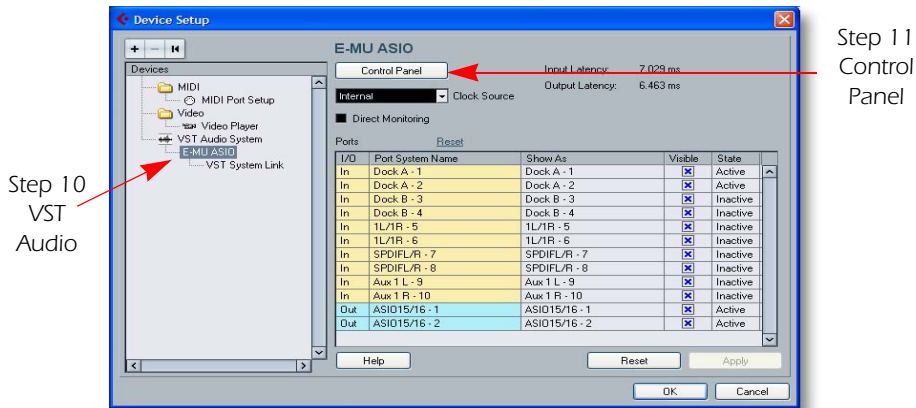 Device Setup
Step 11
Control
Panel
Step 10
VST
Audio
+ –
Devices
MIDI
MIDI Port Setup
Video
Video Player
VST Audio System
E-MU ASIO
VST System Link
E-MU ASIO
Control Panel
Input Latency: 7.029 ms
Output Latency: 6.463 ms
Internal Clock Source
Direct Monitoring
Ports Reset
I/O Port System Name Show As Visible State
In Dock A - 1 Dock A - 1 Active
In Dock A - 2 Dock A - 2 Active
In Dock B - 3 Dock B - 3 Inactive
In Dock B - 4 Dock B - 4 Inactive
In 1L/1R - 5 1L/1R - 5 Inactive
In 1L/1R - 6 1L/1R - 6 Inactive
In SPDIFL/R - 7 SPDIFL/R - 7 Inactive
In SPDIFL/R - 8 SPDIFL/R - 8 Inactive
In Aux 1 L - 9 Aux 1 L - 9 Inactive
In Aux 1 R - 10 Aux 1 R - 10 Inactive
Out ASIO15/16 - 1 ASIO15/16 - 1 Active
Out ASIO15/16 - 2 ASIO15/16 - 2 Active
Help Reset Apply
OK Cancel